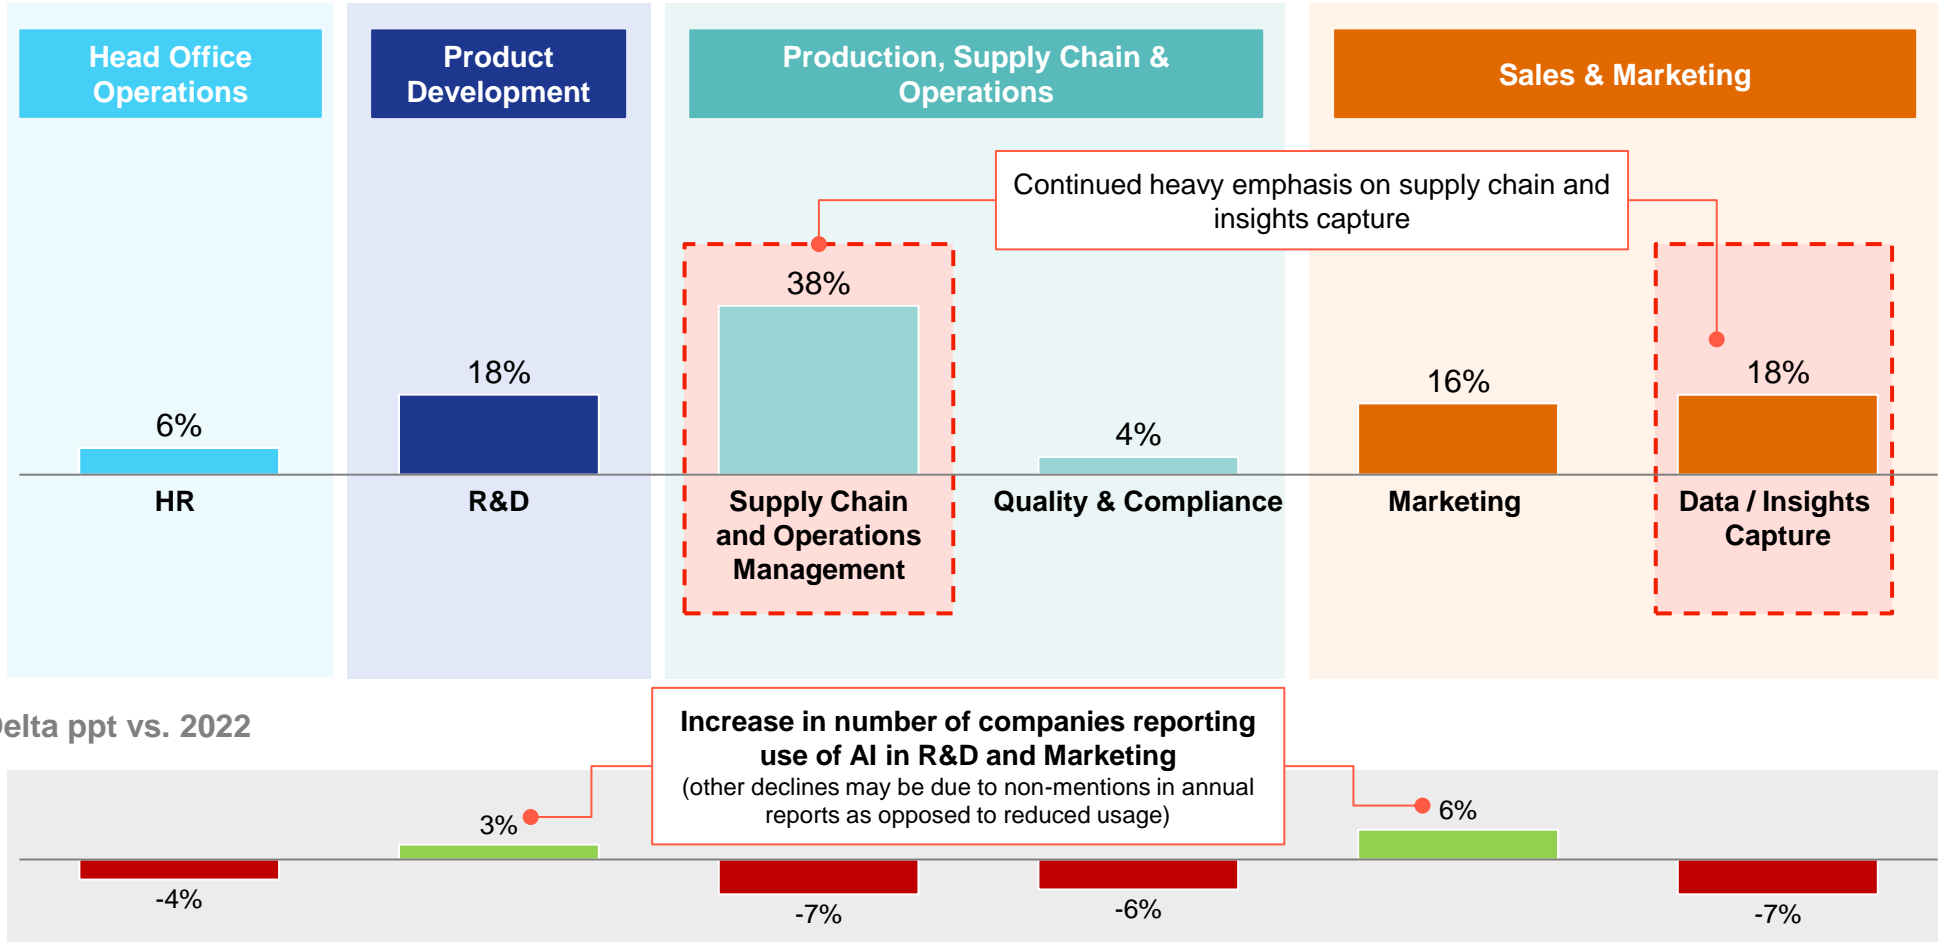 Head Office
Operations
Product
Development
Production, Supply Chain &
Operations
Sales & Marketing
Continued heavy emphasis on supply chain and
insights capture
6%
18%
38%
4%
16%
18%
HR
R&D
Supply Chain
and Operations
Management
Quality & Compliance
Marketing
Data / Insights
Capture
Delta ppt vs. 2022
Increase in number of companies reporting
use of AI in R&D and Marketing
(other declines may be due to non-mentions in annual
reports as opposed to reduced usage)
-4%
3%
-7%
-6%
6%
-7%